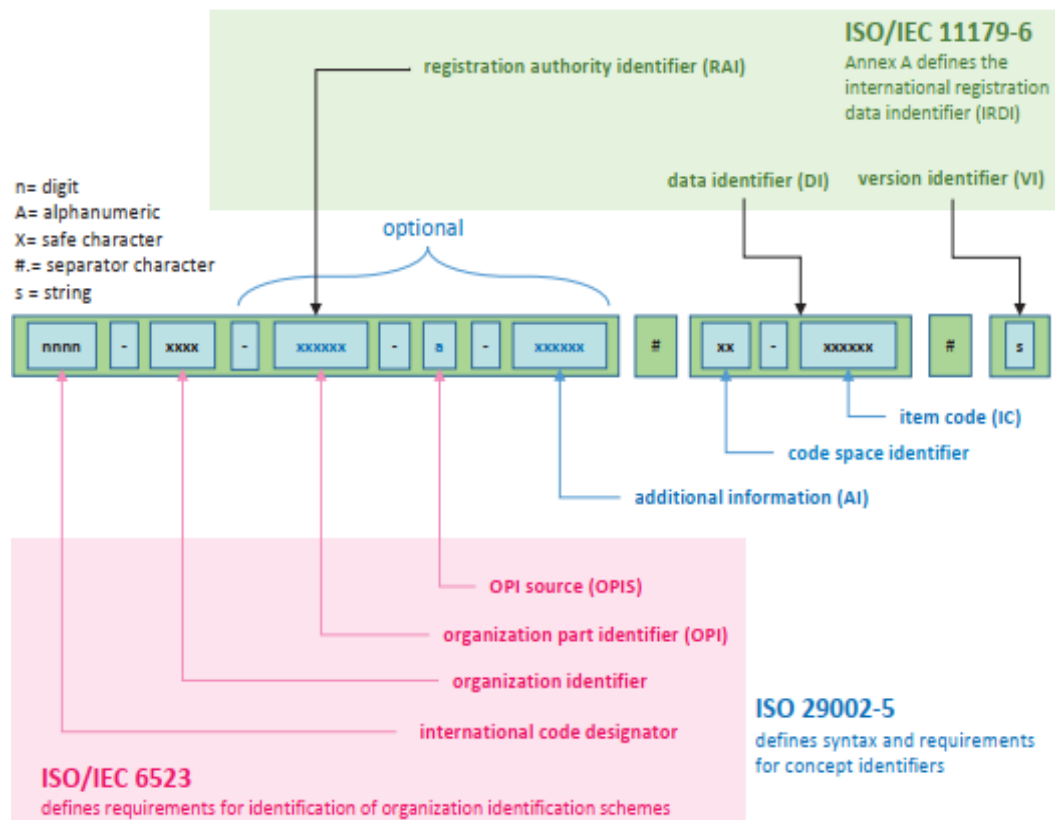 ISO/IEC 11179-6
Annex A defines the
international registration
data indentifier (IRDI)
registration authority identifier (RAI)
data identifier (DI)
version identifier (VI)
n= digit
A= alphanumeric
X= safe character
#.= separator character
s = string
optional
nnnn - xxxx - xxxxxx - a - xxxxxx # xx - xxxxxx # s
item code (IC)
code space identifier
additional information (AI)
OPI source (OPIS)
organization part identifier (OPI)
organization identifier
international code designator
ISO 29002-5
defines syntax and requirements
for concept identifiers
ISO/IEC 6523
defines requirements for identification of organization identification schemes